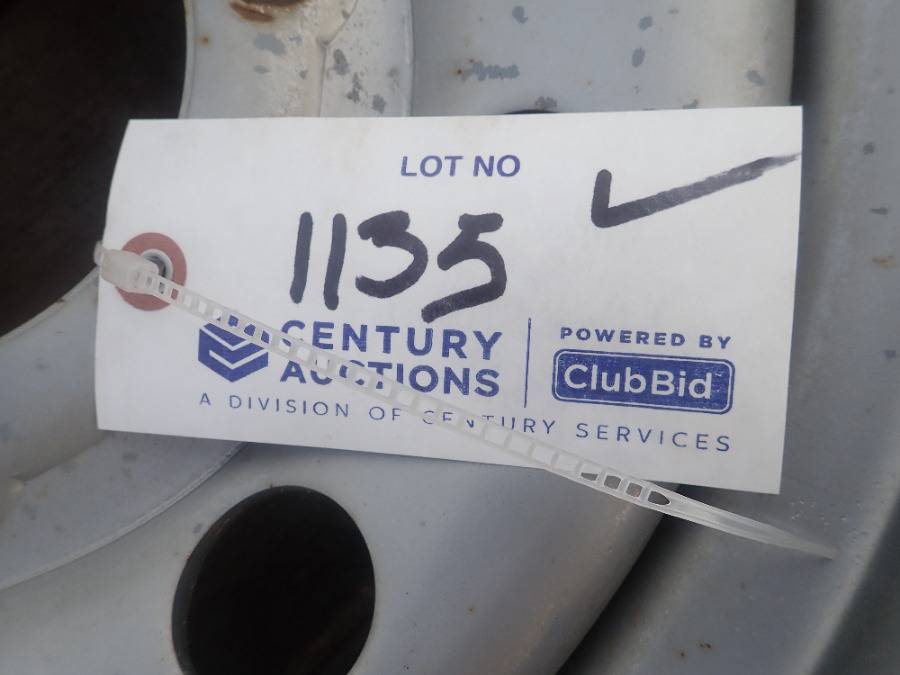 LOT NO
1135
CENTURY AUCTIONS
POWERED BY
ClubBid
A DIVISION OF CENTURY SERVICES